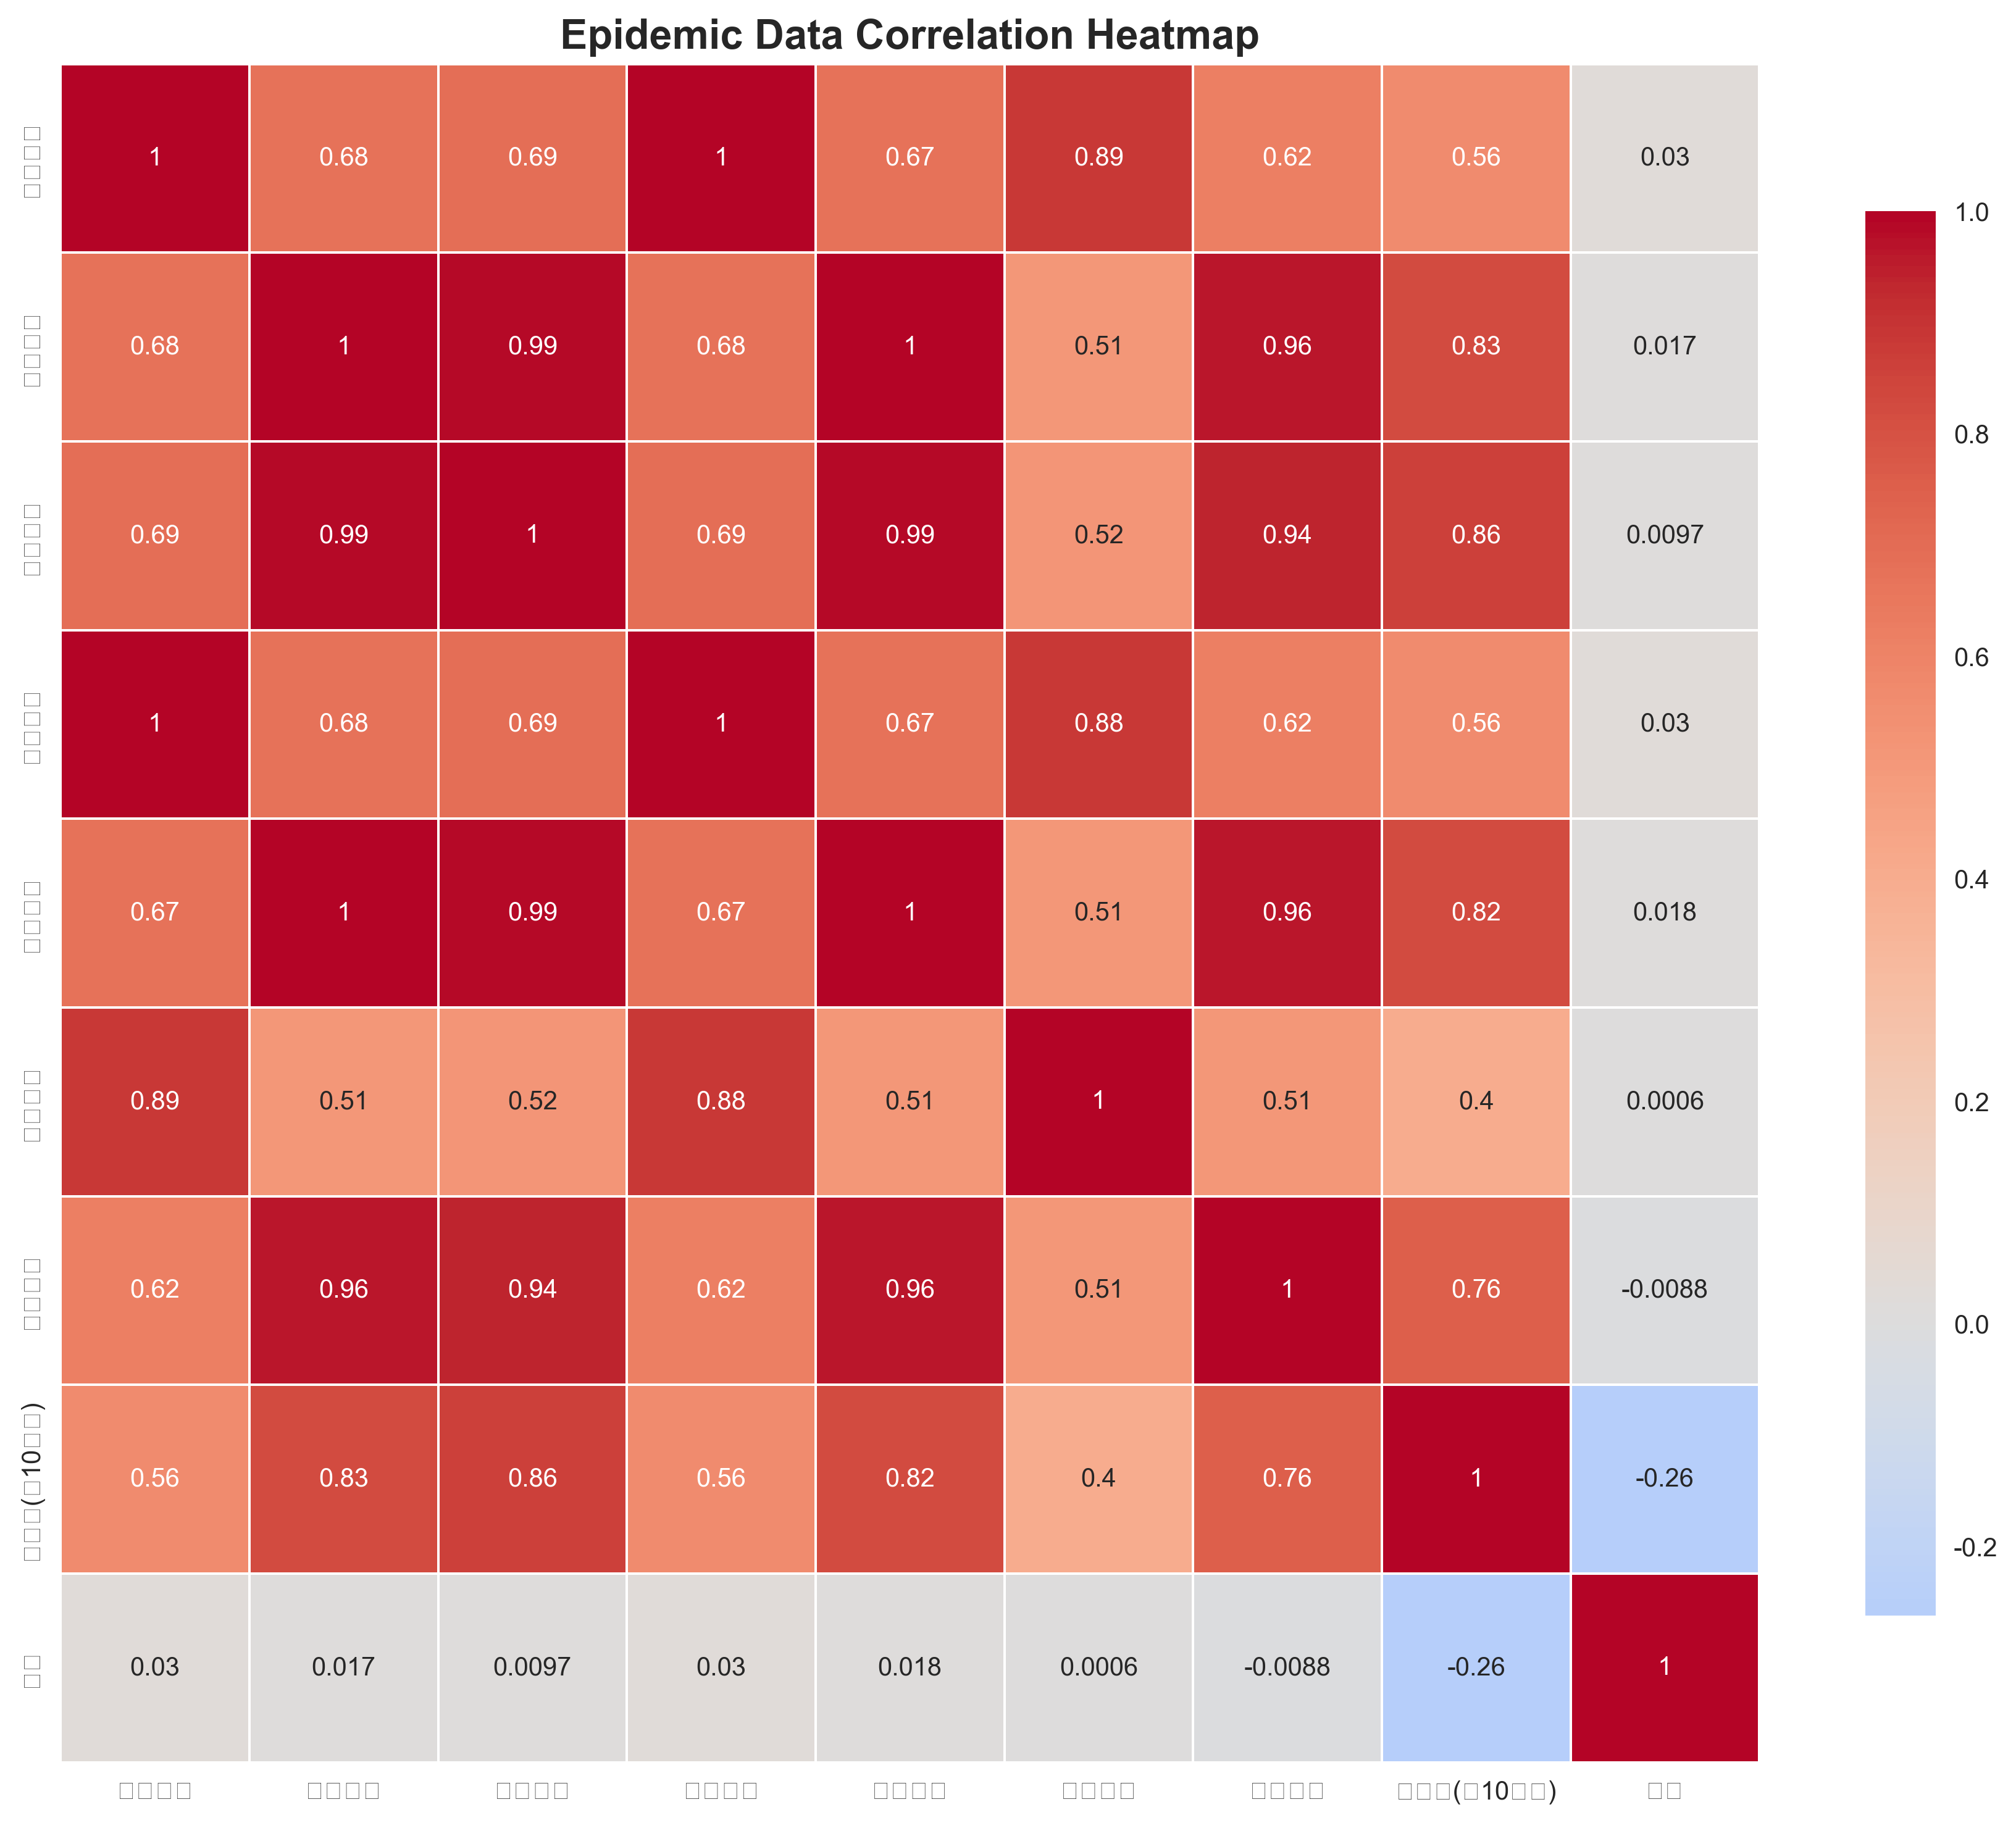 Epidemic Data Correlation Heatmap
1 0.68 0.69 1 0.67 0.89 0.62 0.56 0.03
1.0
0.68 1 0.99 0.68 1 0.51 0.96 0.83 0.017
0.8
0.69 0.99 1 0.69 0.99 0.52 0.94 0.86 0.0097
0.6
1 0.68 0.69 1 0.67 0.88 0.62 0.56 0.03
0.4
0.67 1 0.99 0.67 1 0.51 0.96 0.82 0.018
0.89 0.51 0.52 0.88 0.51 1 0.51 0.4 0.0006
0.2
0.62 0.96 0.94 0.62 0.96 0.51 1 0.76 -0.0088
0.0
(10)
0.56 0.83 0.86 0.56 0.82 0.4 0.76 1 -0.26
-0.2
0.03 0.017 0.0097 0.03 0.018 0.0006 -0.0088 -0.26 1
(10)